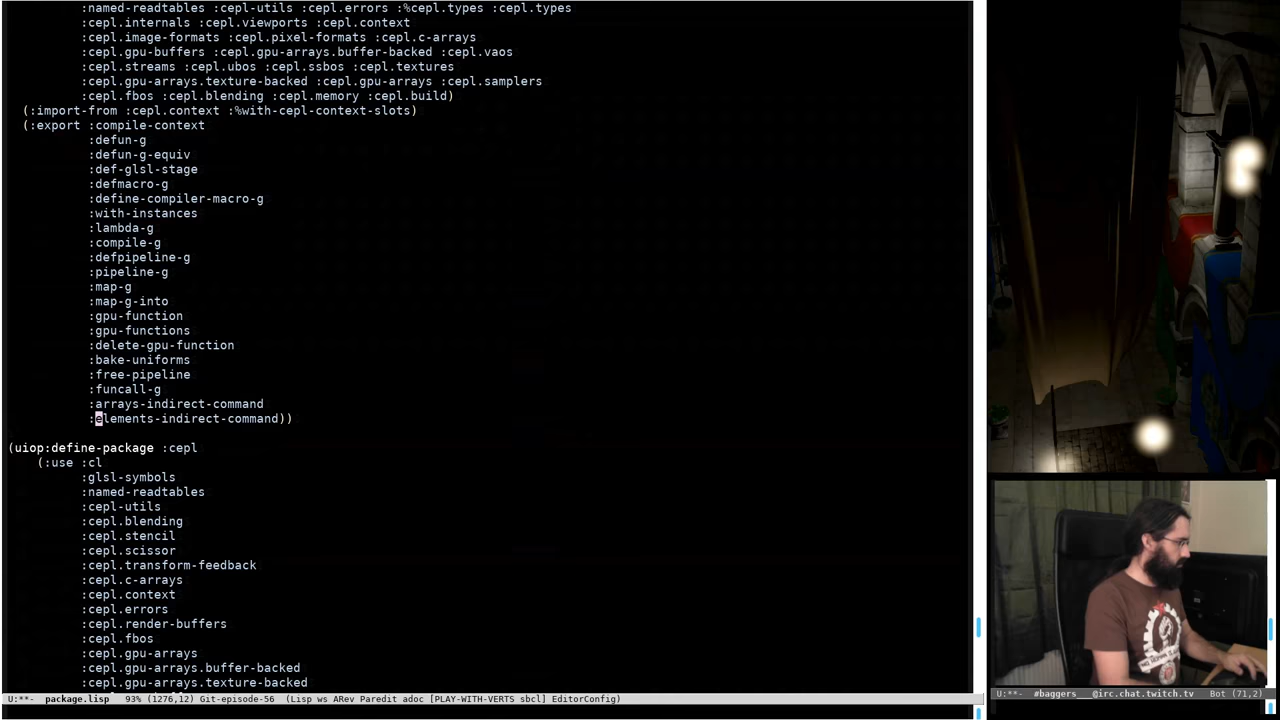 :named-readtables :cepl-utils :cepl.errors :%cepl.types :cepl.types
:cepl.internals :cepl.viewports :cepl.context
:cepl.image-formats :cepl.pixel-formats :cepl.c-arrays
:cepl.gpu-buffers :cepl.gpu-arrays.buffer-backed :cepl.vaos
:cepl.streams :cepl.ubos :cepl.ssbos :cepl.textures
:cepl.gpu-arrays.texture-backed :cepl.gpu-arrays :cepl.samplers
:cepl.fbos :cepl.blending :cepl.memory :cepl.build)
(:import-from :cepl.context :%with-cepl-context-slots)
(:export :compile-context
:defun-g
:defun-g-equiv
:def-glsl-stage
:defmacro-g
:define-compiler-macro-g
:with-instances
:lambda-g
:compile-g
:defpipeline-g
:pipeline-g
:map-g
:map-g-into
:gpu-function
:gpu-functions
:delete-gpu-function
:bake-uniforms
:free-pipeline
:funcall-g
:arrays-indirect-command
:elements-indirect-command))
(uiop:define-package :cepl
(:use :cl
:glsl-symbols
:named-readtables
:cepl-utils
:cepl.blending
:cepl.stencil
:cepl.scissor
:cepl.transform-feedback
:cepl.c-arrays
:cepl.context
:cepl.errors
:cepl.render-buffers
:cepl.fbos
:cepl.gpu-arrays
:cepl.gpu-arrays.buffer-backed
:cepl.gpu-arrays.texture-backed
U:**- package.lisp 93% (1276,12) Git-episode-56 (Lisp ws ARev Paredit adoc [PLAY-WITH-VERTS sbcl] EditorConfig)
U:**- #baggers___@irc.chat.twitch.tv Bot (71,2)